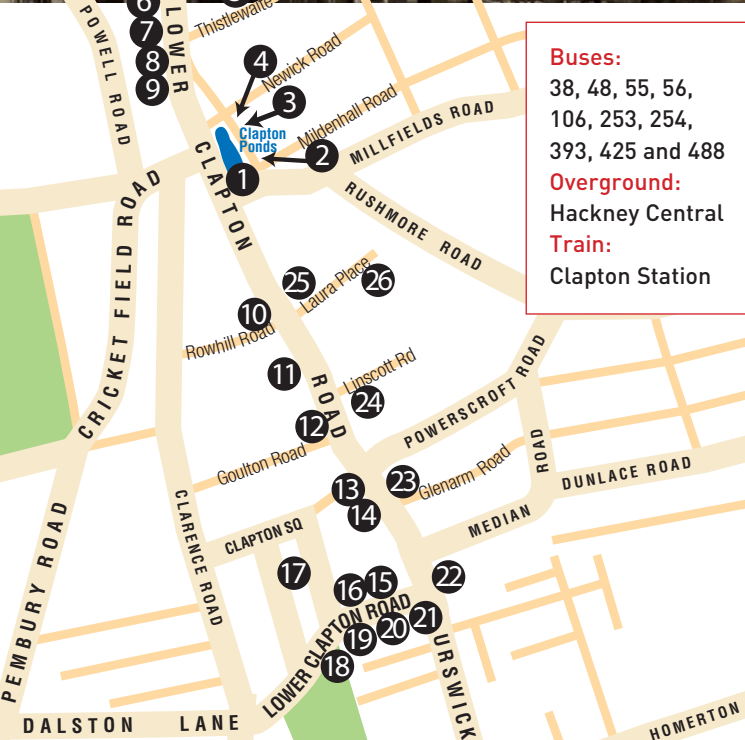 6
7
8
9
POWELL ROAD
LOWER
CLAPTON
ROAD
Thistlewaite
4
Newick Road
3
Clapton
Ponds
Mildenhall Road
2
1
MILLFIELDS ROAD
RUSHMORE ROAD
Buses:
38, 48, 55, 56,
106, 253, 254,
393, 425 and 488
Overground:
Hackney Central
Train:
Clapton Station
CRICKET FIELD ROAD
25
Laura Place
26
10
Rowhill Road
11
Linscott Rd
24
12
Goulton Road
POWERSCROFT ROAD
13
14
23
Glenarm Road
ROAD
MEDIAN
DUNLACE ROAD
CLARENCE ROAD
CLAPTON SQ
PEMBURY ROAD
17
16
15
22
LOWER CLAPTON ROAD
21
20
19
18
URSWICK
DALSTON LANE
HOMERTON